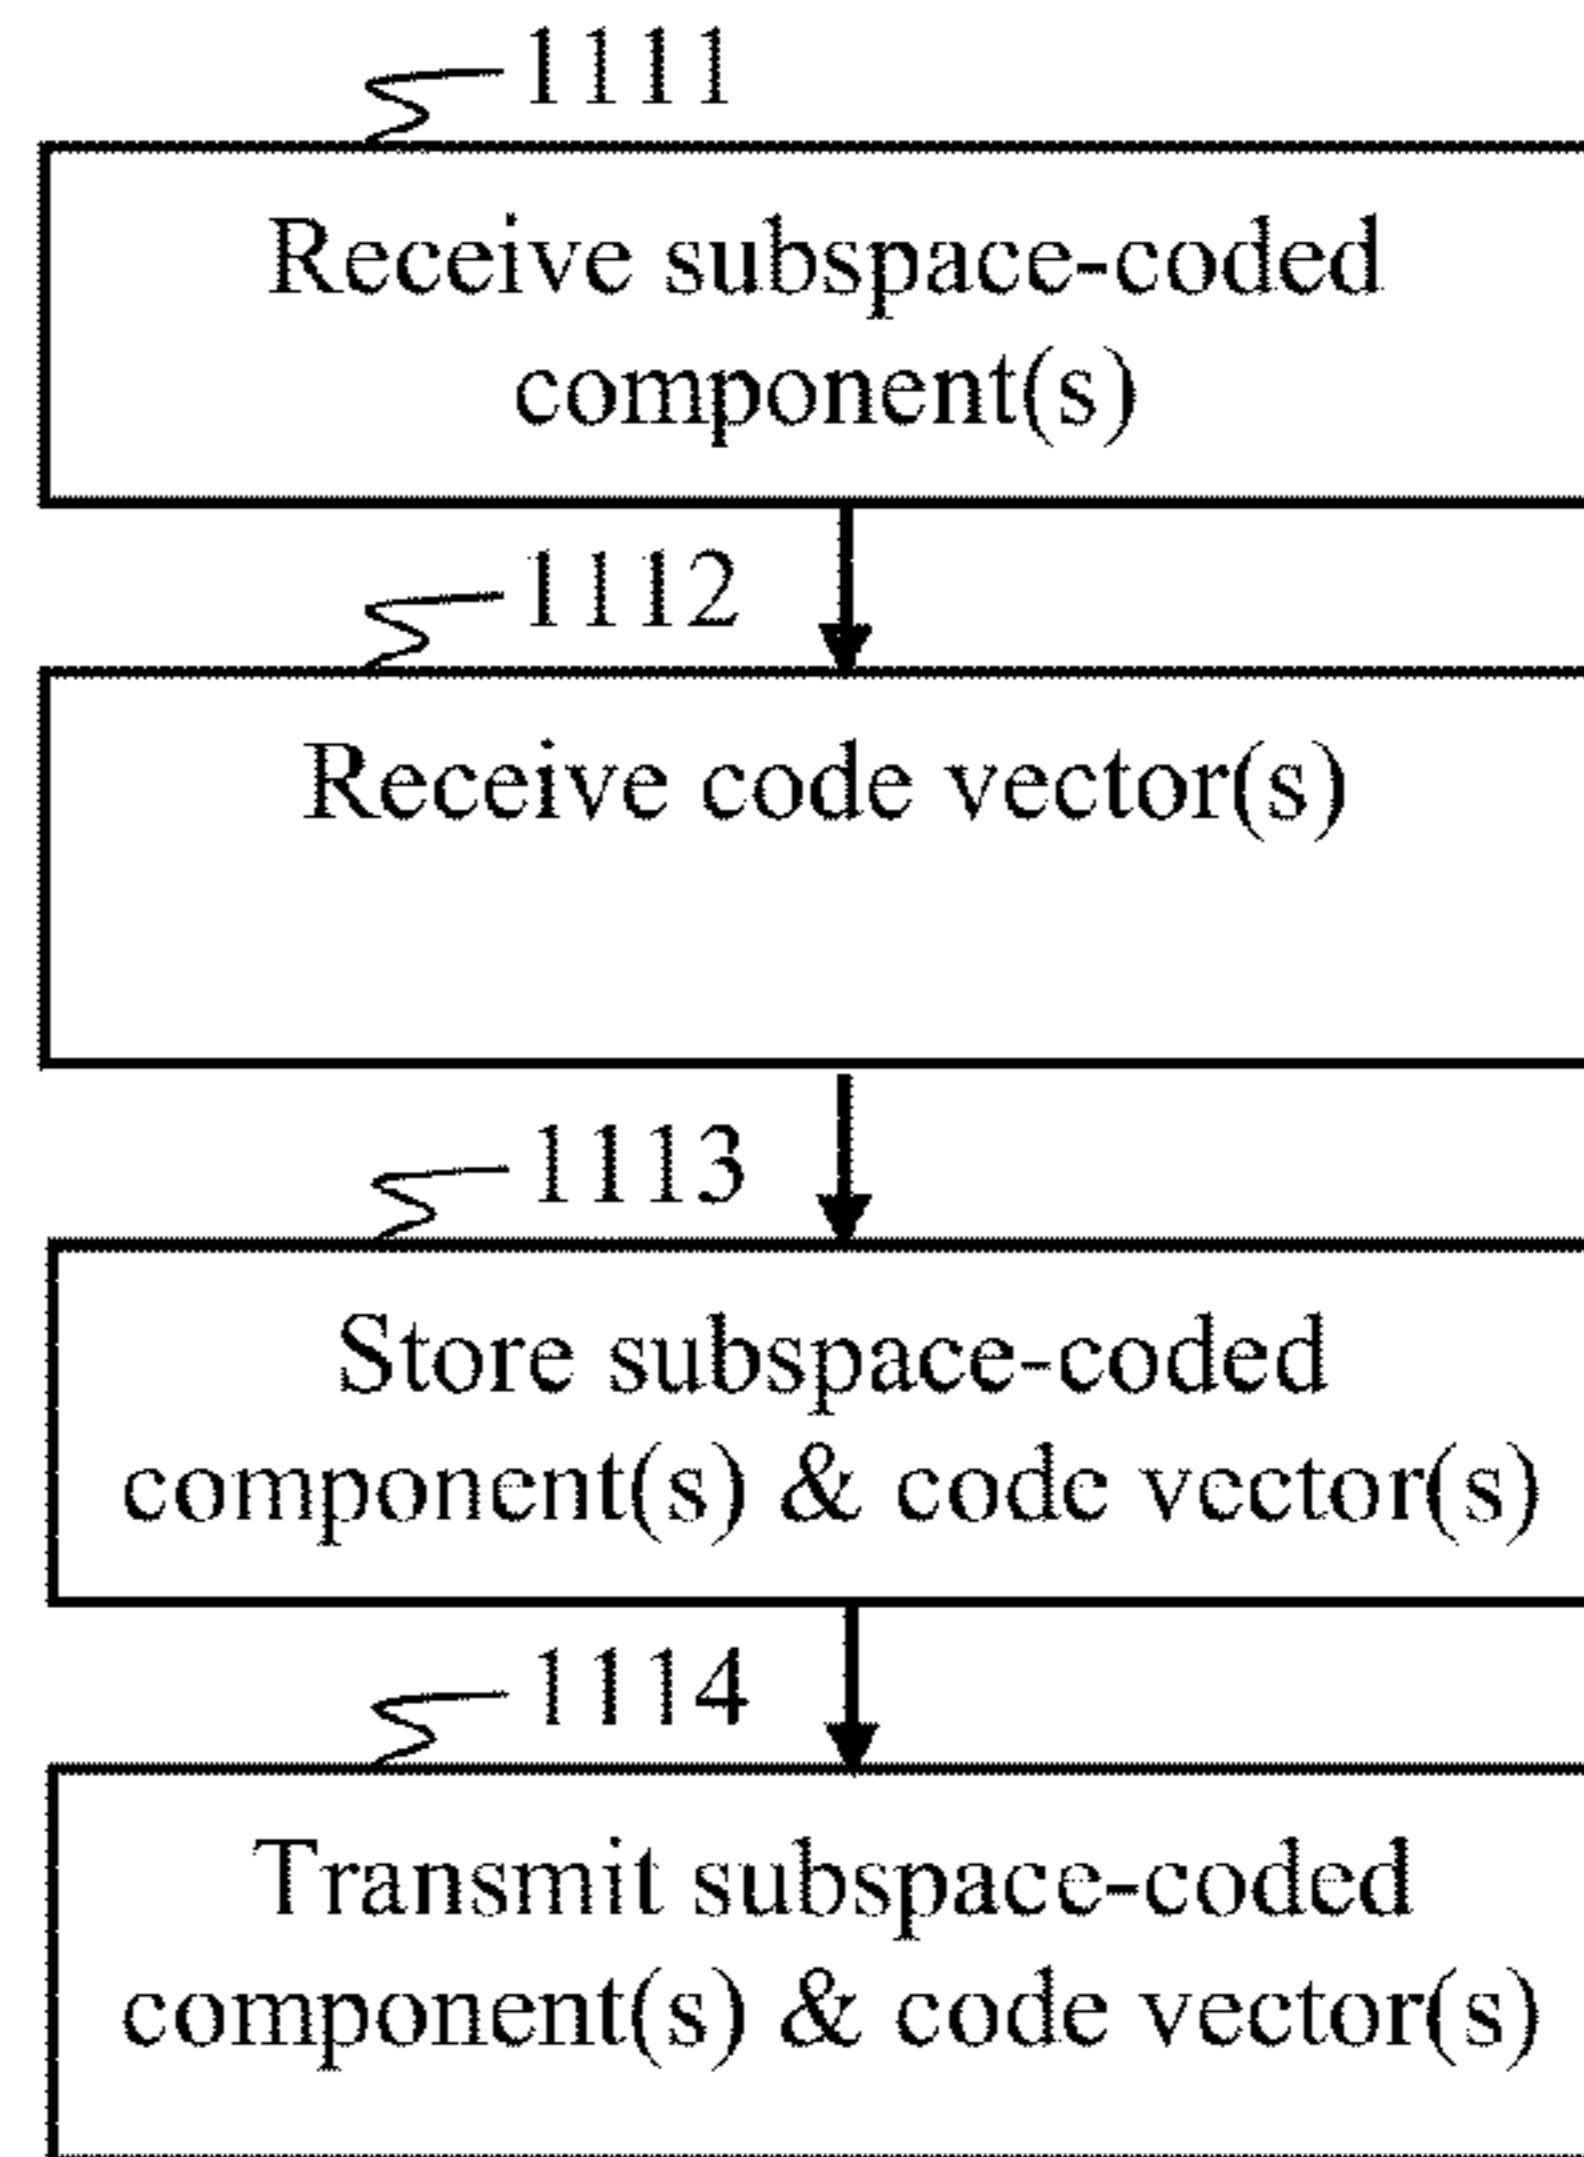 1111
Receive subspace-coded
component(s)
1112
Receive code vector(s)
1113
Store subspace-coded
component(s) & code vector(s)
1114
Transmit subspace-coded
component(s) & code vector(s)